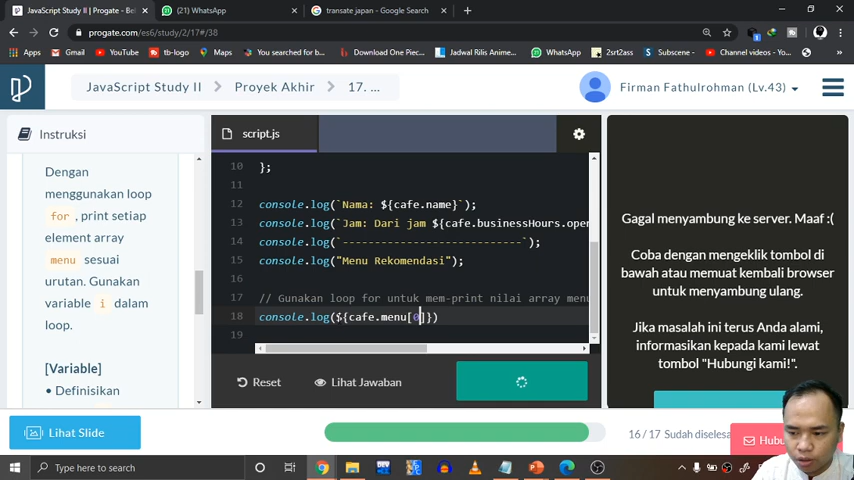 JavaScript Study II | Progate - Bel
(21) WhatsApp
transate japan - Google Search
progate.com/es6/study/2/17#/38
Apps
Gmail
YouTube
tb-logo
Maps
You searched for b...
Download One Piec...
Jadwal Rilis Anime...
WhatsApp
2srt2ass
Subscene -
Channel videos - Yo...
JavaScript Study II
Proyek Akhir
17. ...
Firman Fathulrohman (Lv.43)
Instruksi
Dengan
menggunakan loop
for , print setiap
element array
menu sesuai
urutan. Gunakan
variable i dalam
loop.
[Variable]
• Definisikan
script.js
10 };
11
12 console.log(`Nama: ${cafe.name}`);
13 console.log(`Jam: Dari jam ${cafe.businessHours.open
14 console.log(`---------------------------`);
15 console.log("Menu Rekomendasi");
16
17 // Gunakan loop for untuk mem-print nilai array menu
18 console.log(${cafe.menu[0]})
19
Reset
Lihat Jawaban
Gagal menyambung ke server. Maaf :(
Coba dengan mengeklik tombol di
bawah atau memuat kembali browser
untuk menyambung ulang.
Jika masalah ini terus Anda alami,
informasikan kepada kami lewat
tombol "Hubungi kami!".
Lihat Slide
16 / 17 Sudah diselesa
Hubu
Type here to search